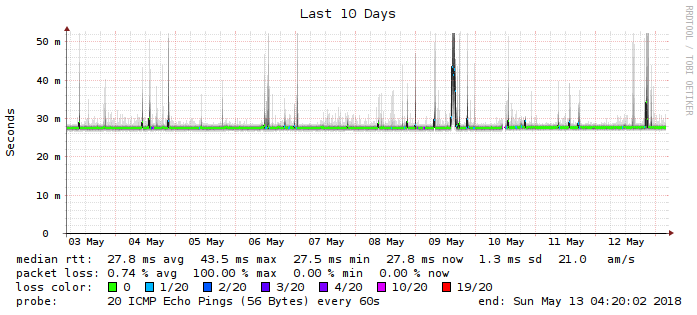 Last 10 Days
RRDTOOL / TOBI OETIKER
Seconds
50 m
40 m
30 m
20 m
10 m
0
03 May 04 May 05 May 06 May 07 May 08 May 09 May 10 May 11 May 12 May
median rtt: 27.8 ms avg 43.5 ms max 27.5 ms min 27.8 ms now 1.3 ms sd 21.0 am/s
packet loss: 0.74 % avg 100.00 % max 0.00 % min 0.00 % now
loss color: 0 1/20 2/20 3/20 4/20 10/20 19/20
probe: 20 ICMP Echo Pings (56 Bytes) every 60s end: Sun May 13 04:20:02 2018